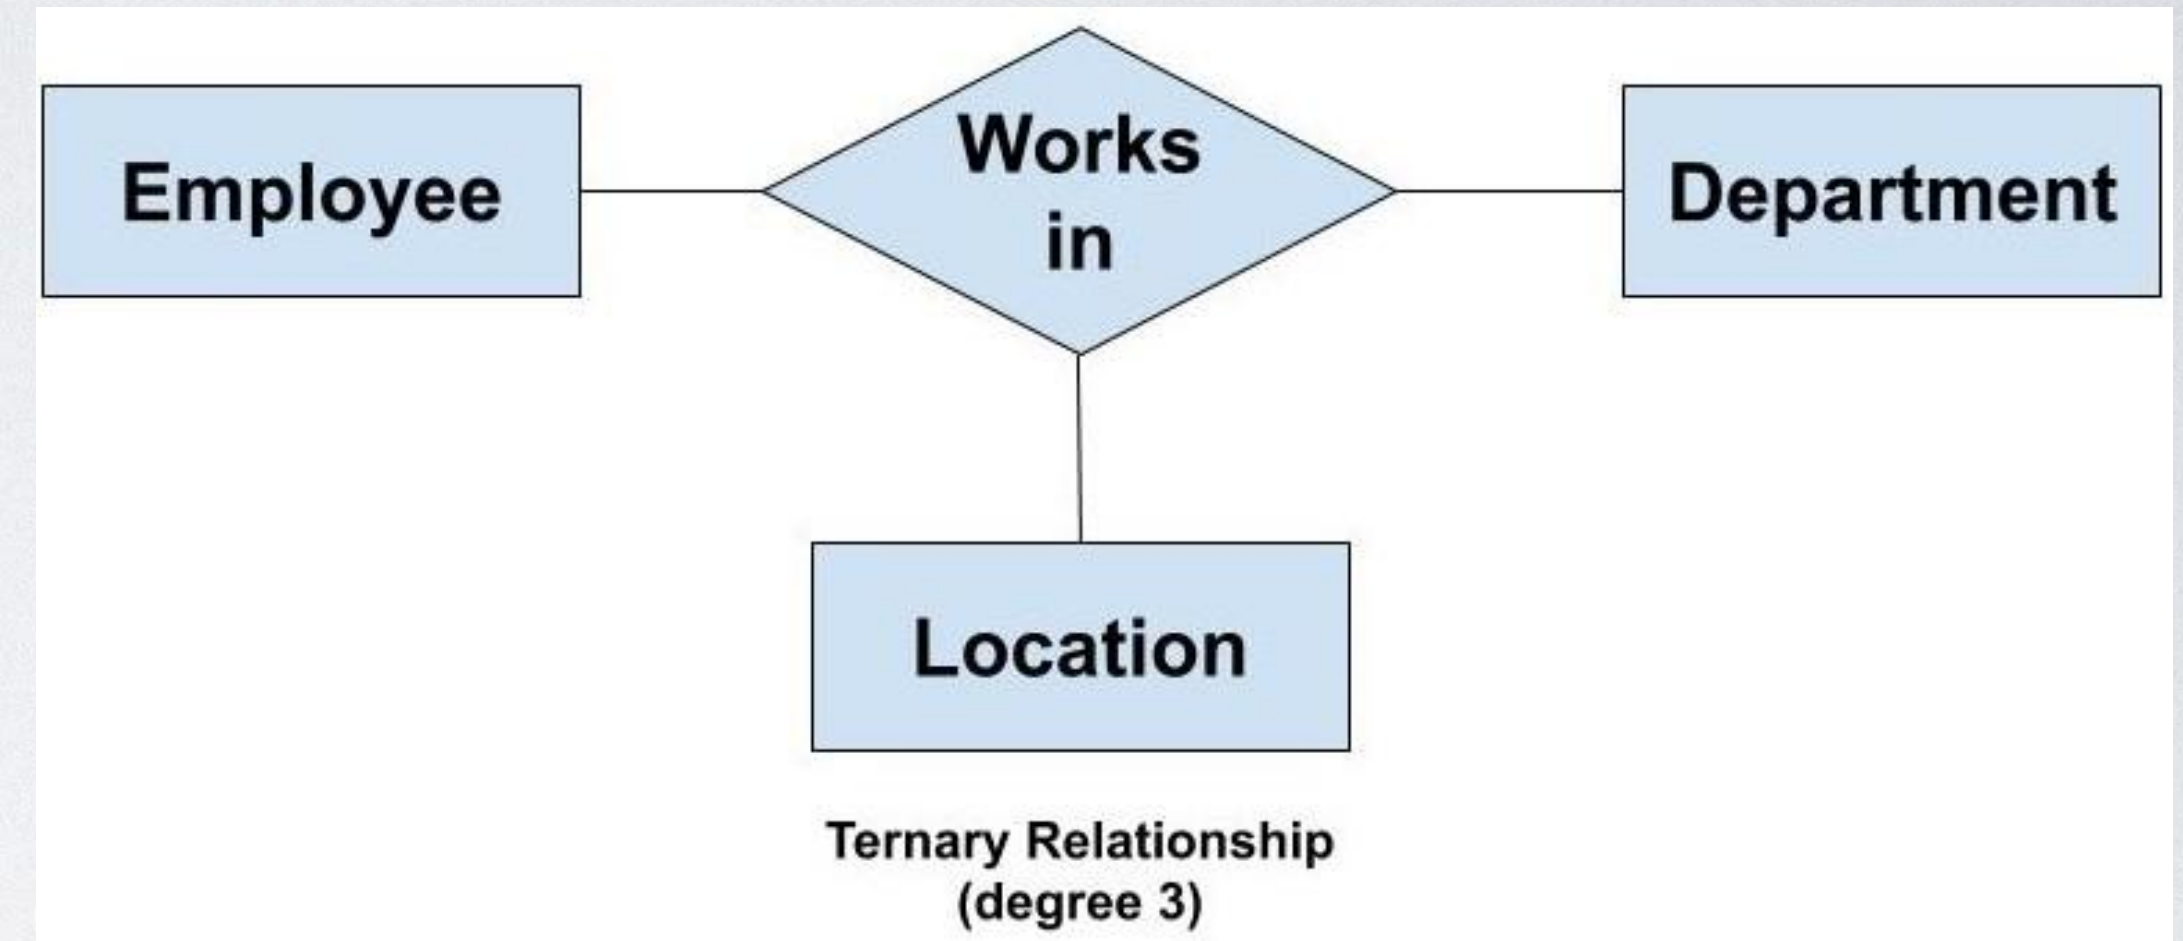 Works
in
Employee
Department
Location
Ternary Relationship
(degree 3)